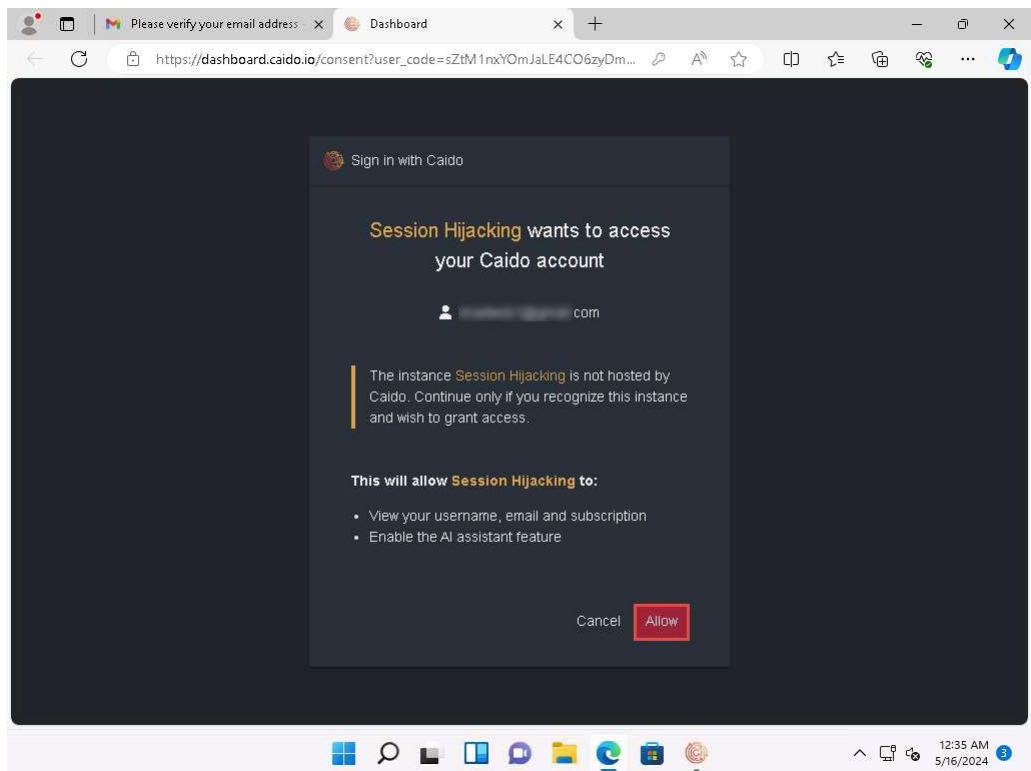 Please verify your email address -
Dashboard
https://dashboard.caido.io/consent?user_code=sZtM1nxYOmJaLE4CO6zyDm...
Sign in with Caido
Session Hijacking wants to access
your Caido account
com
The instance Session Hijacking is not hosted by
Caido. Continue only if you recognize this instance
and wish to grant access.
This will allow Session Hijacking to:
• View your username, email and subscription
• Enable the AI assistant feature
Cancel Allow
12:35 AM
5/16/2024
3